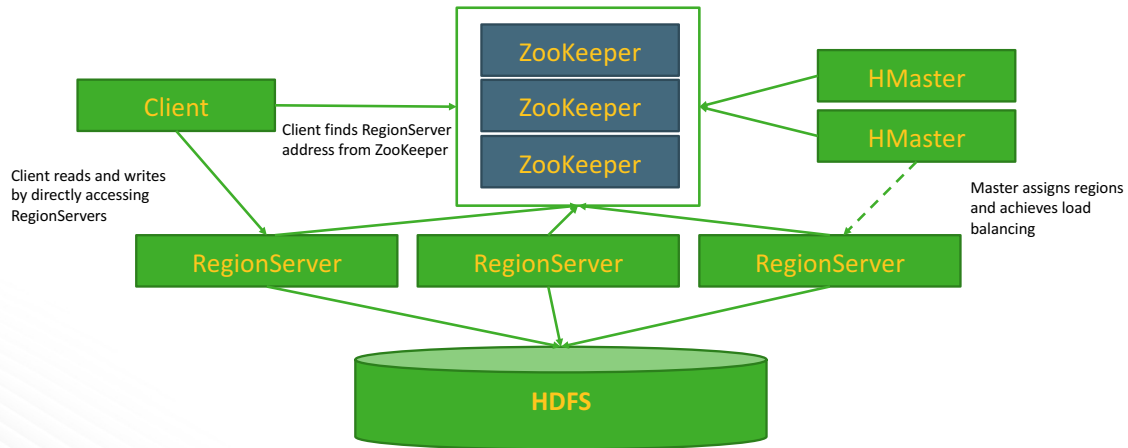 ZooKeeper
ZooKeeper
ZooKeeper
HMaster
HMaster
Client
Client finds RegionServer
address from ZooKeeper
Client reads and writes
by directly accessing
RegionServers
Master assigns regions
and achieves load
balancing
RegionServer
RegionServer
RegionServer
HDFS